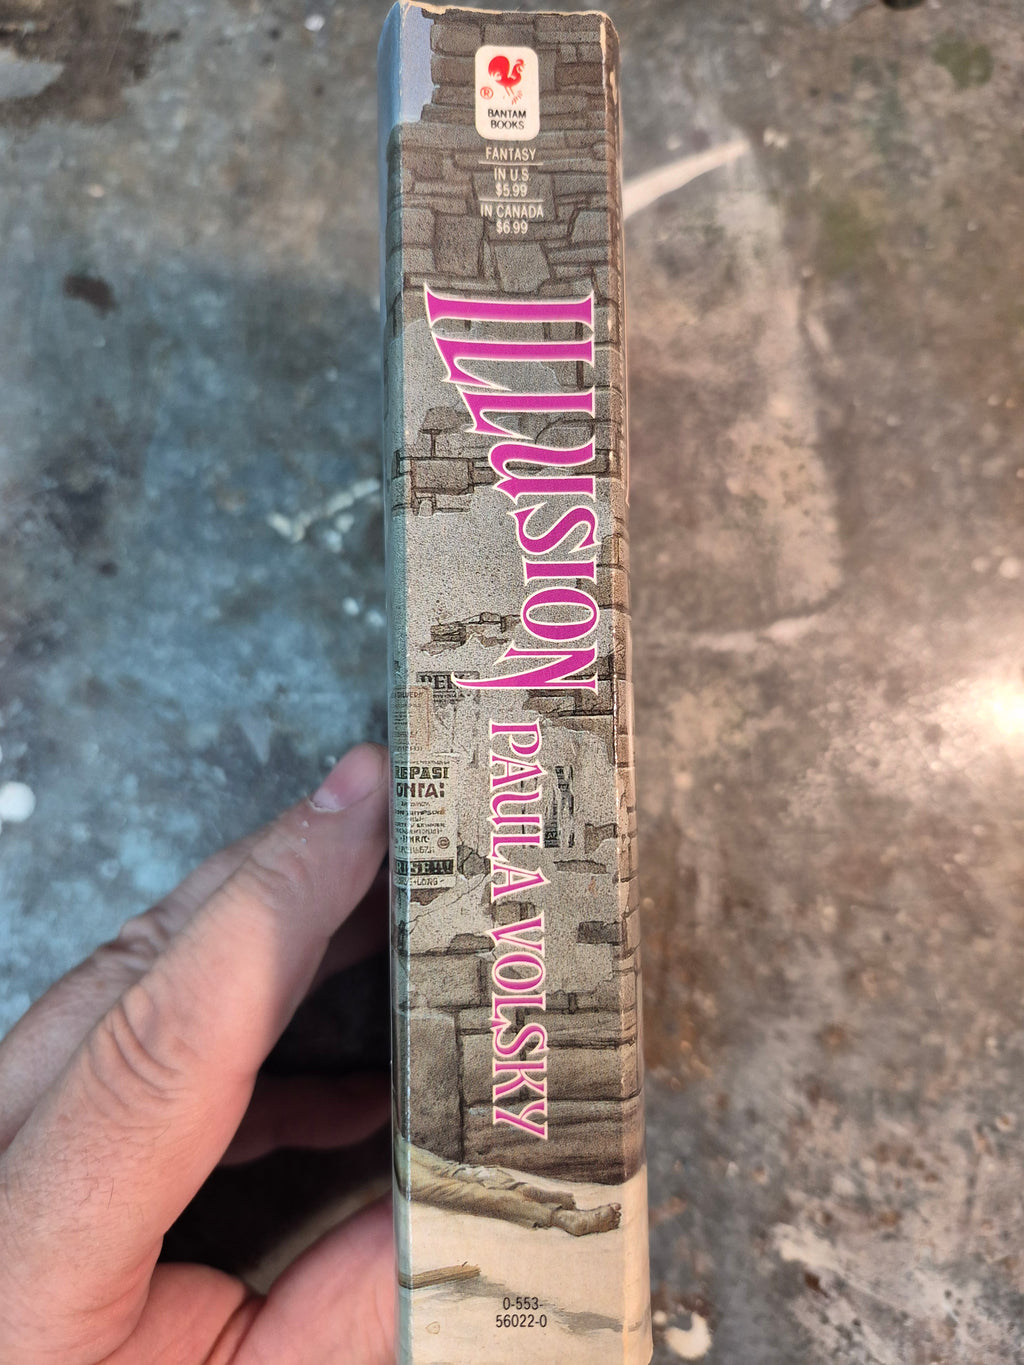 ®
BANTAM
BOOKS
FANTASY
IN U.S.
$5.99
IN CANADA
$6.99
ILLUSION
PAULA VOLSKY
REPASI
ONIA:
RISE!!!
0-553-
56022-0